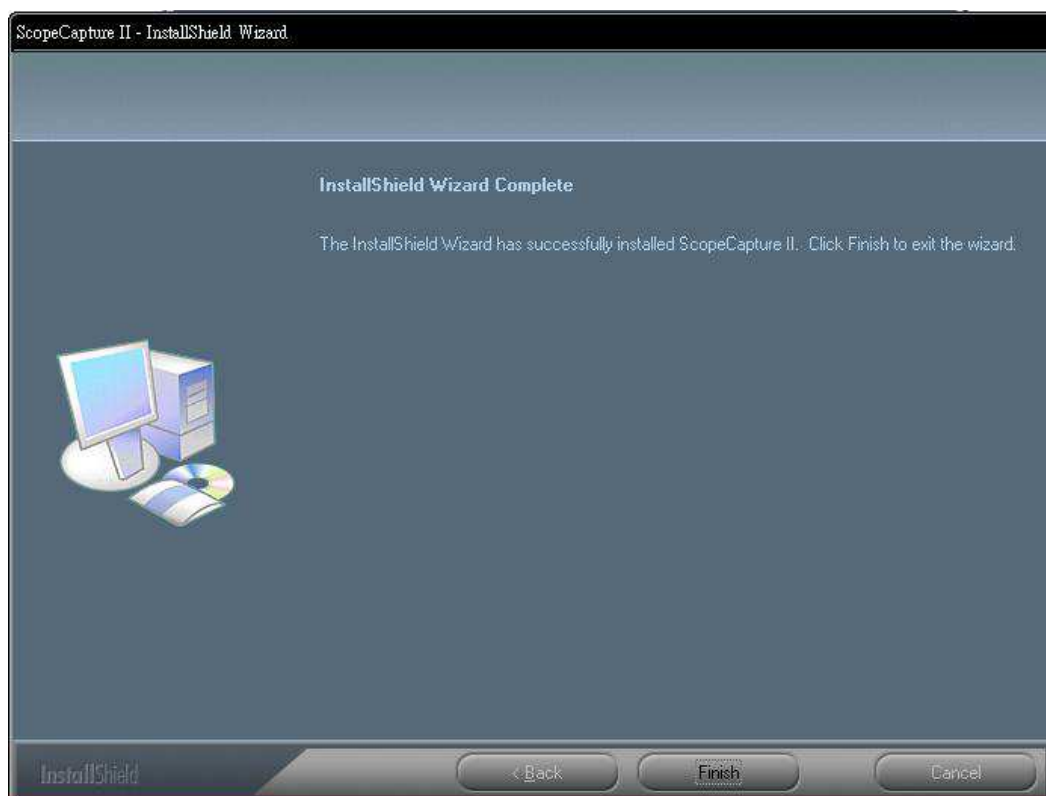 ScopeCapture II - InstallShield Wizard
InstallShield Wizard Complete
The InstallShield Wizard has successfully installed ScopeCapture II. Click Finish to exit the wizard.
InstallShield
< Back
Finish
Cancel